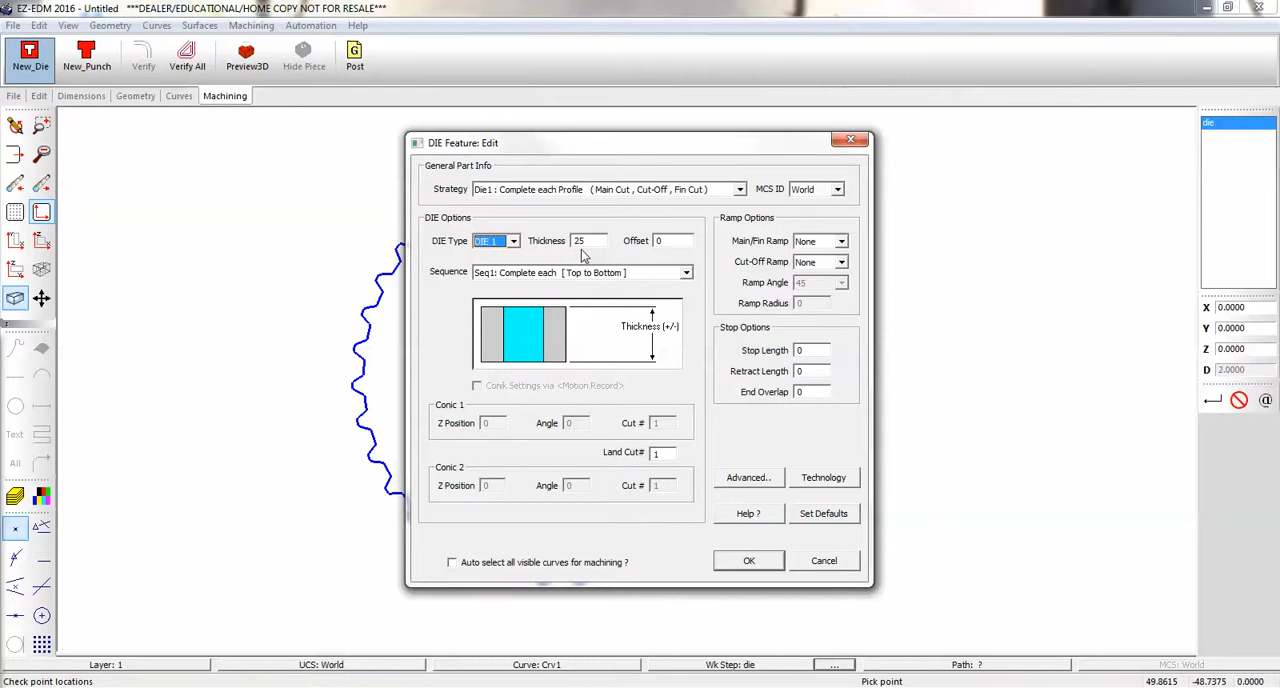 EZ-EDM 2016 - Untitled ***DEALER/EDUCATIONAL/HOME COPY NOT FOR RESALE***
File Edit View Geometry Curves Surfaces Machining Automation Help
New_Die New_Punch Verify Verify All Preview3D Hide Piece Post
File Edit Dimensions Geometry Curves Machining
die
DIE Feature: Edit
General Part Info
Strategy Die1 : Complete each Profile ( Main Cut , Cut-Off , Fin Cut ) MCS ID World
DIE Options
DIE Type DIE 1 Thickness 25 Offset 0
Sequence Seq1: Complete each [ Top to Bottom ]
Thickness (+/-)
Conik Settings via <Motion Record>
Conic 1
Z Position 0 Angle 0 Cut # 1
Land Cut# 1
Conic 2
Z Position 0 Angle 0 Cut # 1
Auto select all visible curves for machining ?
Ramp Options
Main/Fin Ramp None
Cut-Off Ramp None
Ramp Angle 45
Ramp Radius 0
Stop Options
Stop Length 0
Retract Length 0
End Overlap 0
Advanced.. Technology
Help ? Set Defaults
OK Cancel
X 0.0000
Y 0.0000
Z 0.0000
D 2.0000
@
Text
All
Layer: 1 UCS: World Curve: Crv1 Wk Step: die ... Path: ? MCS: World
Check point locations Pick point 49.8615 -48.7375 0.0000